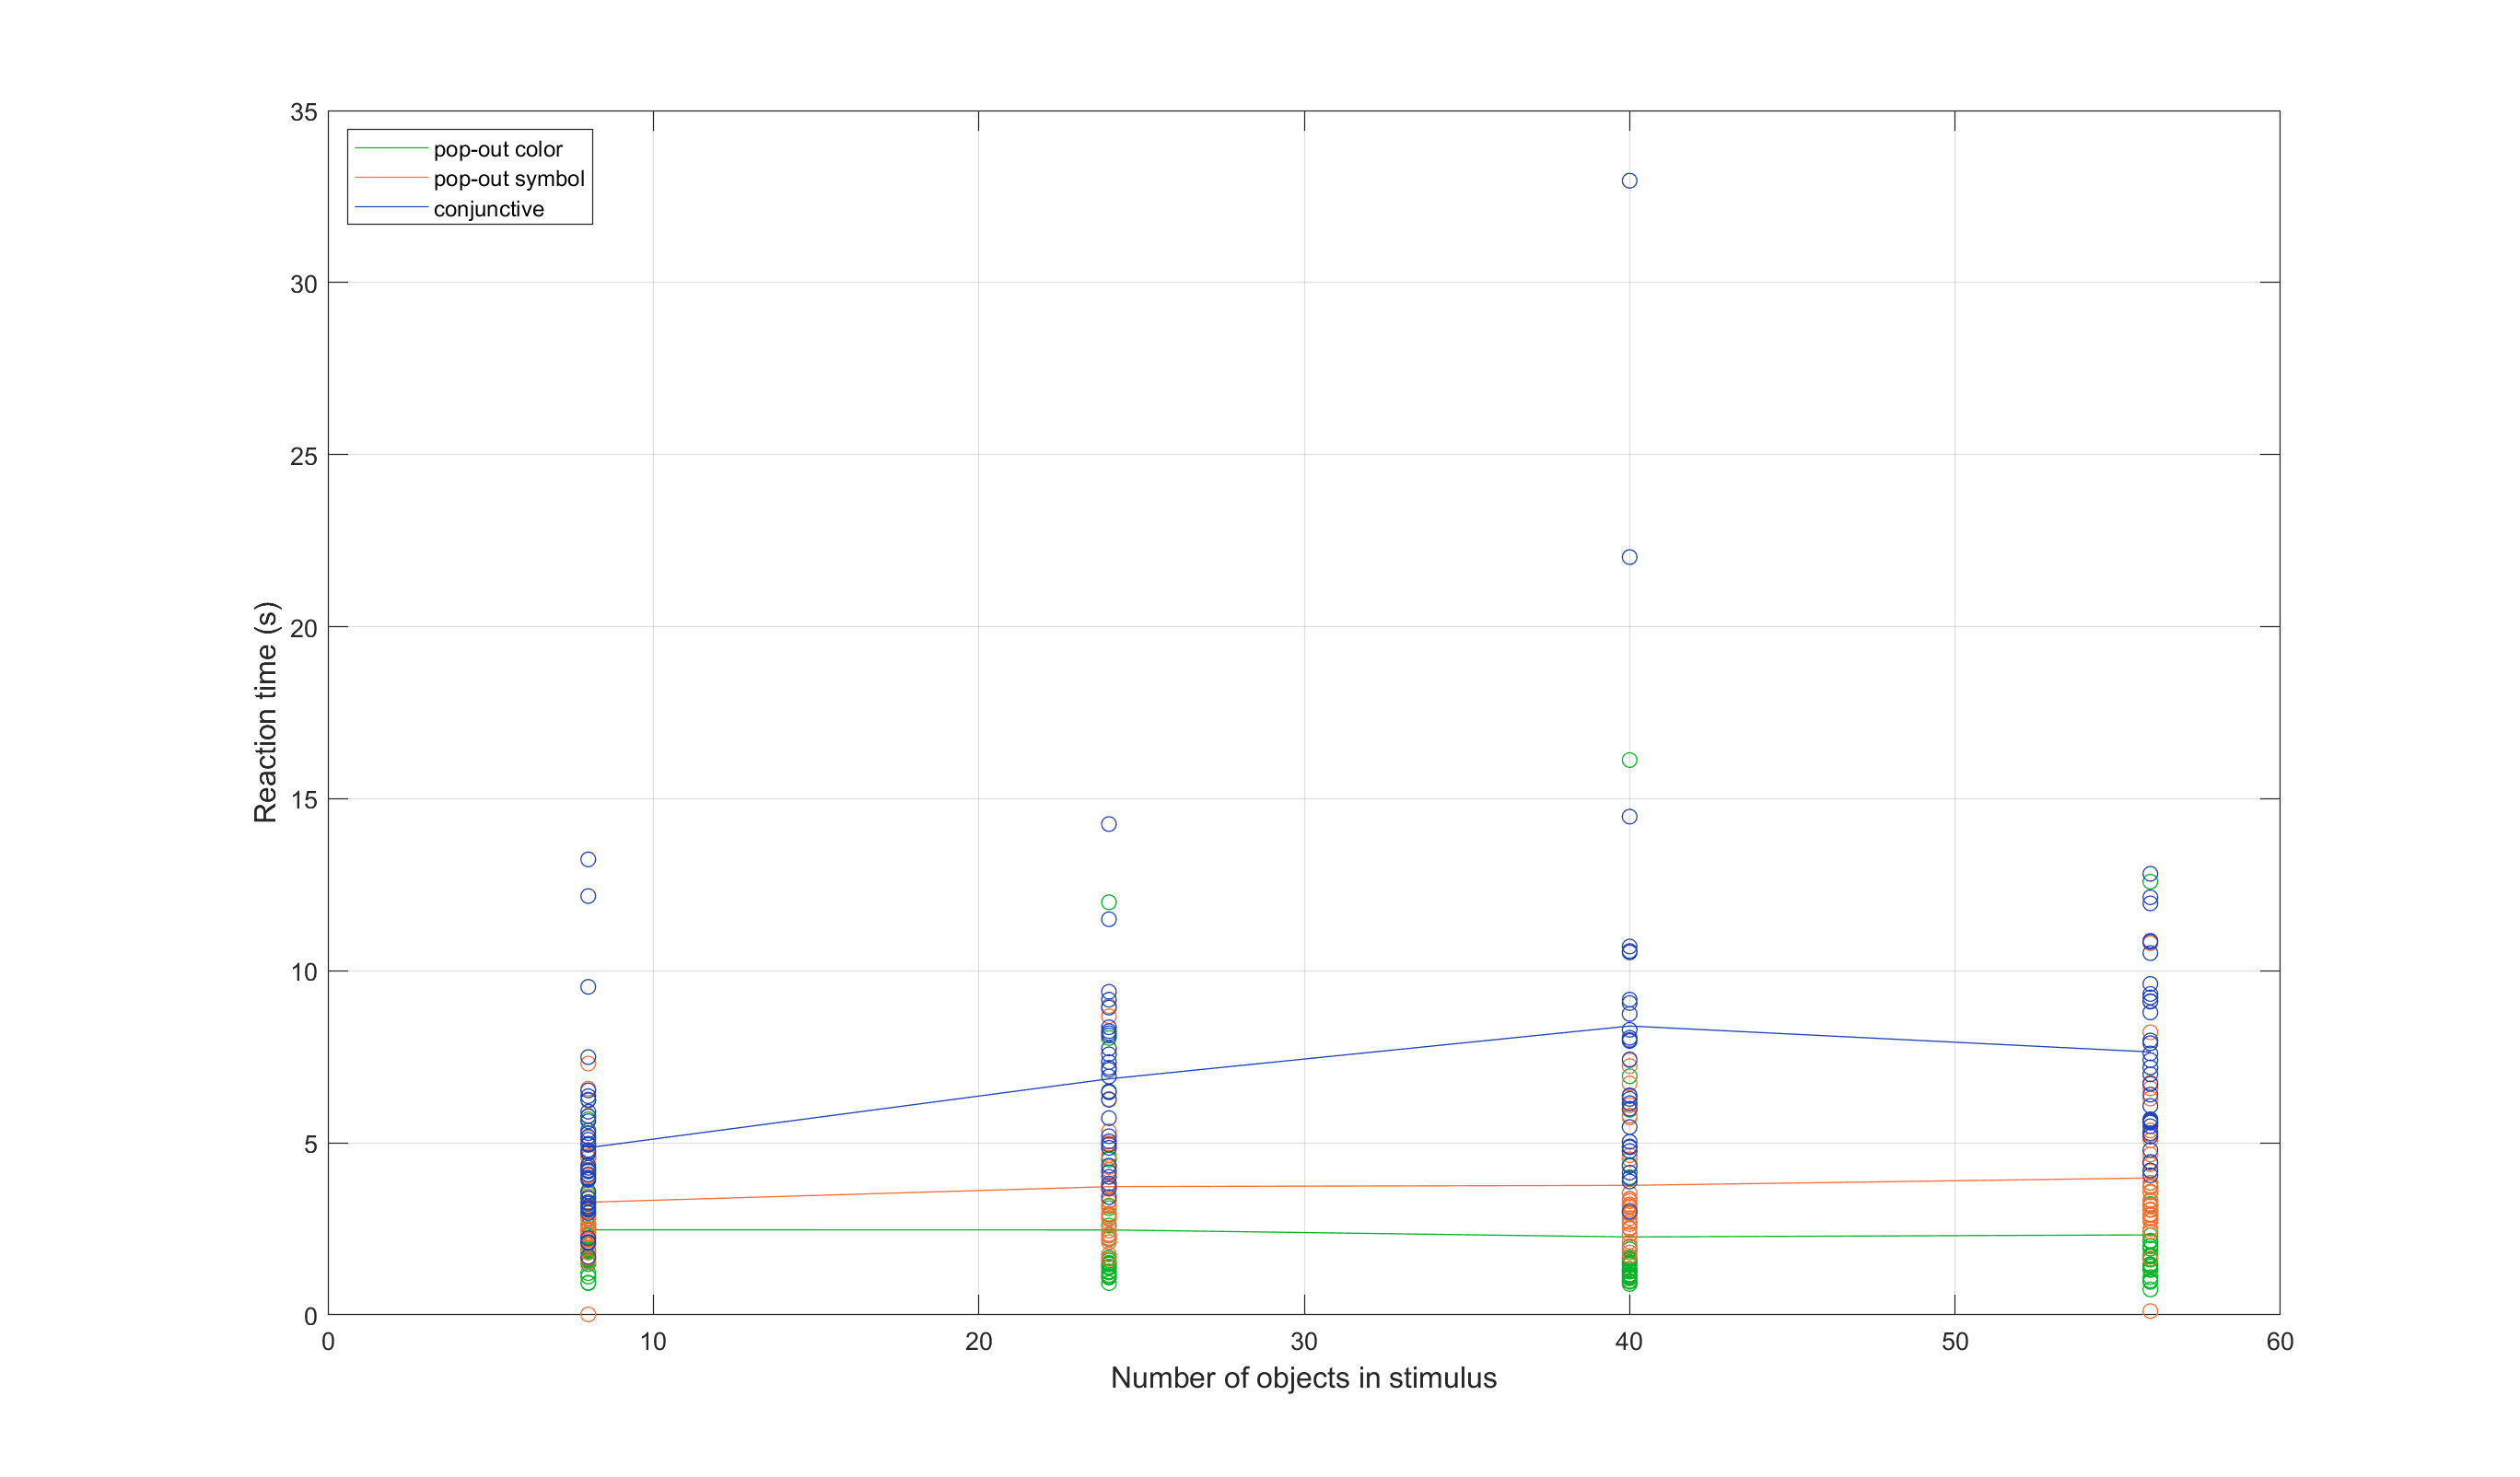 35
30
25
20
15
10
5
0
pop-out color
pop-out symbol
conjunctive
Reaction time (s)
0 10 20 30 40 50 60
Number of objects in stimulus